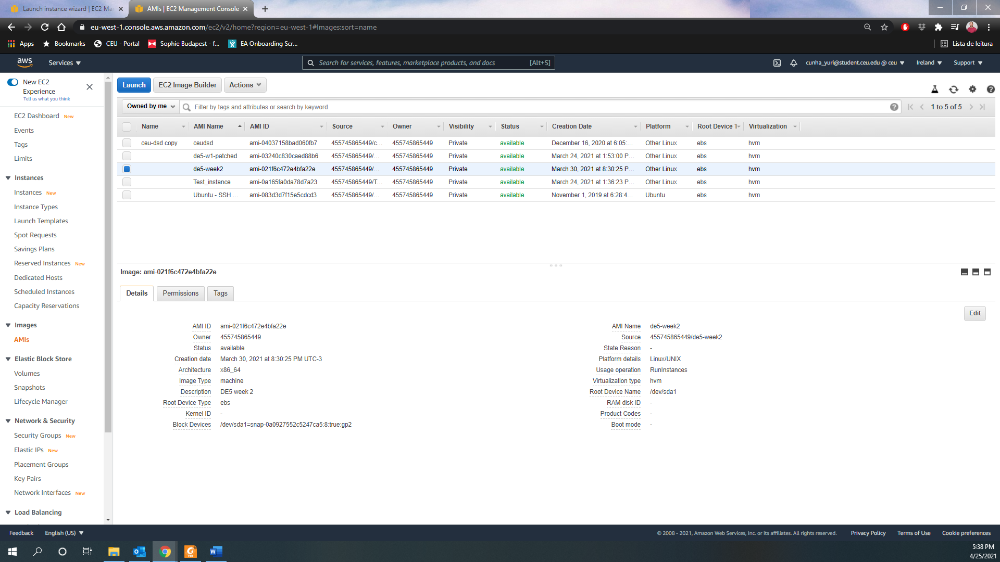 Launch instance wizard | EC2 Ma
AMIs | EC2 Management Console
eu-west-1.console.aws.amazon.com/ec2/v2/home?region=eu-west-1#Images:sort=name
Apps Bookmarks CEU - Portal Sophie Budapest - f... EA Onboarding Scr... Lista de leitura
aws Services Search for services, features, marketplace products, and docs [Alt+S] cunha_yuri@student.ceu.edu @ ceu Ireland Support
New EC2
Experience
Tell us what you think
EC2 Dashboard New
Events
Tags
Limits
Instances
Instances New
Instance Types
Launch Templates
Spot Requests
Savings Plans
Reserved Instances New
Dedicated Hosts
Scheduled Instances
Capacity Reservations
Images
AMIs
Elastic Block Store
Volumes
Snapshots
Lifecycle Manager
Network & Security
Security Groups New
Elastic IPs New
Placement Groups
Key Pairs
Network Interfaces New
Load Balancing
Launch EC2 Image Builder Actions
Owned by me Filter by tags and attributes or search by keyword 1 to 5 of 5
Name AMI Name AMI ID Source Owner Visibility Status Creation Date Platform Root Device T Virtualization
ceu-dsd copy ceudsd ami-04037158bad060fb7 455745865449/c... 455745865449 Private available December 16, 2020 at 6:05:... Other Linux ebs hvm
de5-w1-patched ami-03240c830caed88b6 455745865449/... 455745865449 Private available March 24, 2021 at 1:53:00 P... Other Linux ebs hvm
de5-week2 ami-021f6c472e4bfa22e 455745865449/... 455745865449 Private available March 30, 2021 at 8:30:25 P... Other Linux ebs hvm
Test_instance ami-0a165fa0da78d7a23 455745865449/T... 455745865449 Private available March 24, 2021 at 1:36:23 P... Other Linux ebs hvm
Ubuntu - SSH ... ami-083d3d7f15e5cdcd3 455745865449/... 455745865449 Private available November 1, 2019 at 6:28:4... Ubuntu ebs hvm
Image: ami-021f6c472e4bfa22e
Details Permissions Tags
Edit
AMI ID ami-021f6c472e4bfa22e
Owner 455745865449
Status available
Creation date March 30, 2021 at 8:30:25 PM UTC-3
Architecture x86_64
Image Type machine
Description DE5 week 2
Root Device Type ebs
Kernel ID -
Block Devices /dev/sda1=snap-0a0927552c5247ca5:8:true:gp2
AMI Name de5-week2
Source 455745865449/de5-week2
State Reason -
Platform details Linux/UNIX
Usage operation RunInstances
Virtualization type hvm
Root Device Name /dev/sda1
RAM disk ID -
Product Codes -
Boot mode -
Feedback English (US) © 2008 - 2021, Amazon Web Services, Inc. or its affiliates. All rights reserved. Privacy Policy Terms of Use Cookie preferences
5:38 PM
4/25/2021